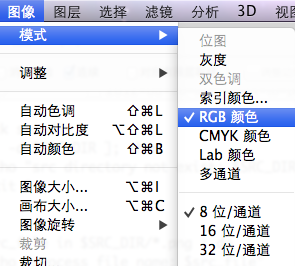 图像 图层 选择 滤镜 分析 3D
模式 ▶
调整 ▶
自动色调 ⇧⌘L
自动对比度 ⌥⇧⌘L
自动颜色 ⇧⌘B
图像大小... ⌥⌘I
画布大小... ⌥⌘C
图像旋转 ▶
裁剪
裁切...
位图
灰度
双色调
索引颜色...
✓ RGB 颜色
CMYK 颜色
Lab 颜色
多通道
✓ 8 位/通道
16 位/通道
32 位/通道